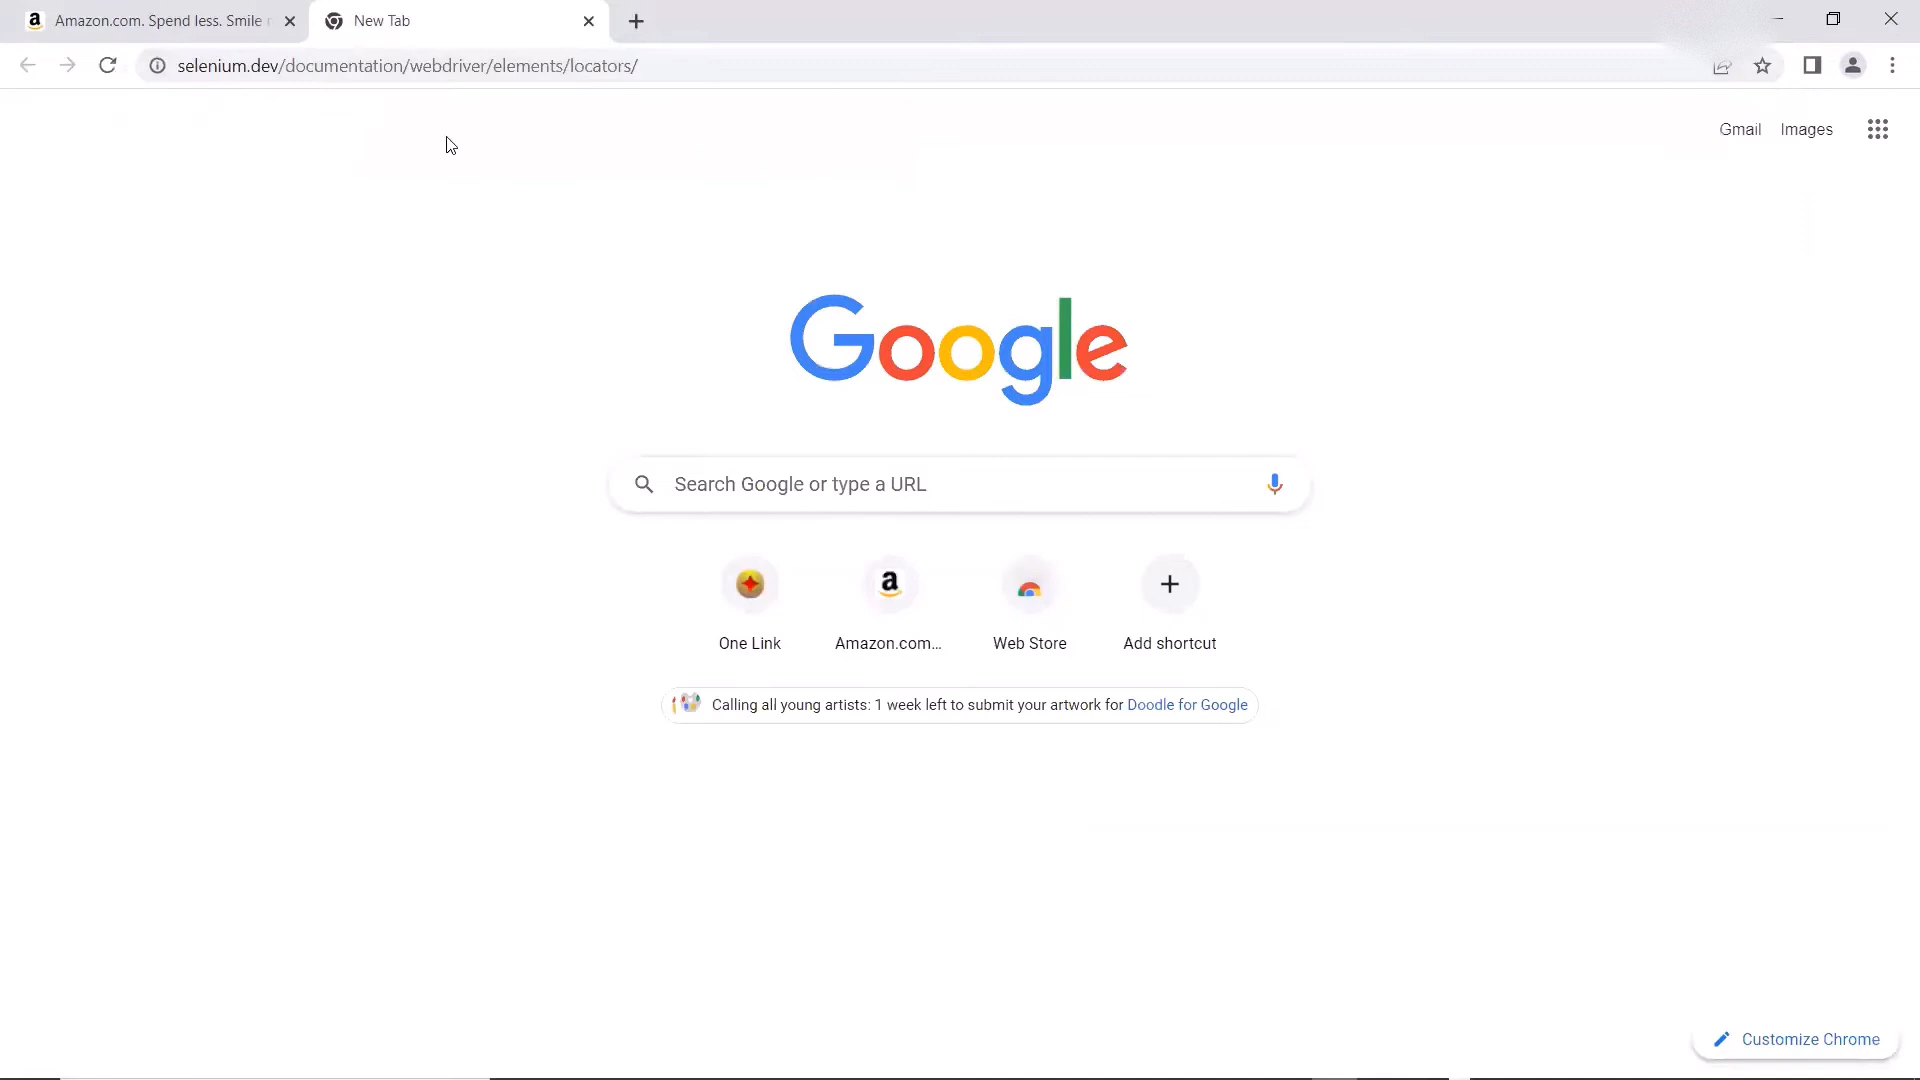 Amazon.com. Spend less. Smile
New Tab
selenium.dev/documentation/webdriver/elements/locators/
Gmail
Images
Google
Search Google or type a URL
One Link
Amazon.com...
Web Store
Add shortcut
Calling all young artists: 1 week left to submit your artwork for Doodle for Google
Customize Chrome